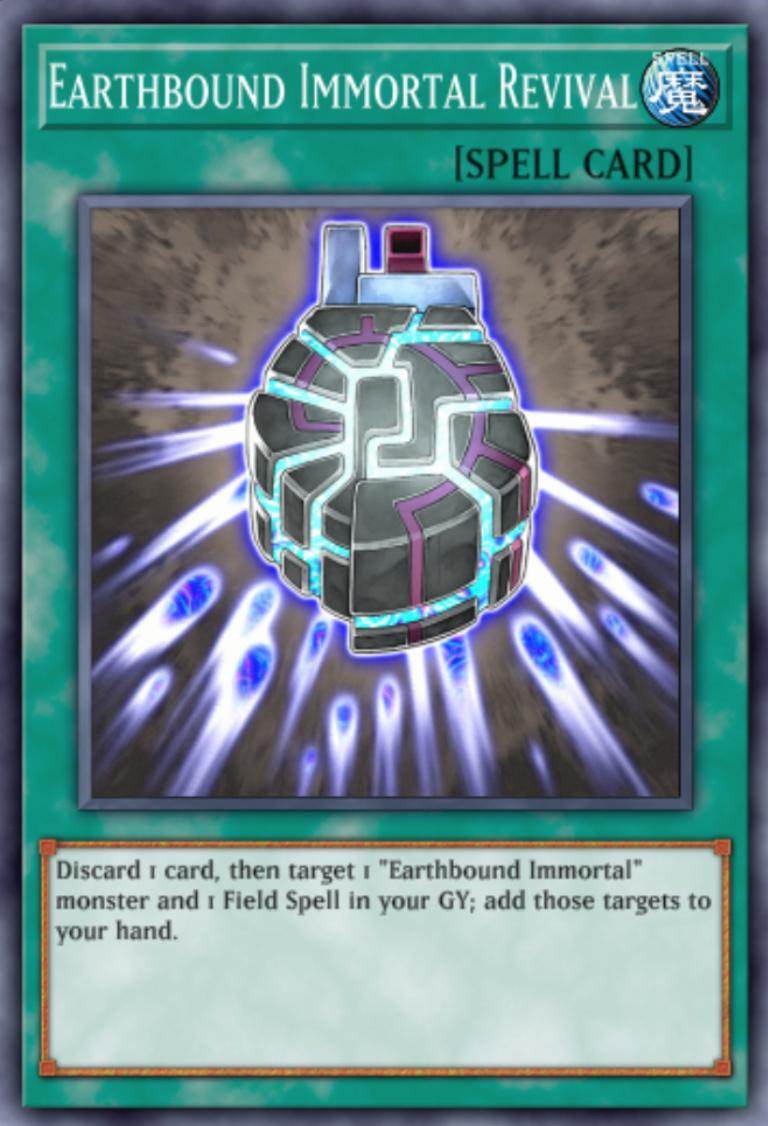 EARTHBOUND IMMORTAL REVIVAL
SPELL
魔
[SPELL CARD]
Discard 1 card, then target 1 "Earthbound Immortal"
monster and 1 Field Spell in your GY; add those targets to
your hand.